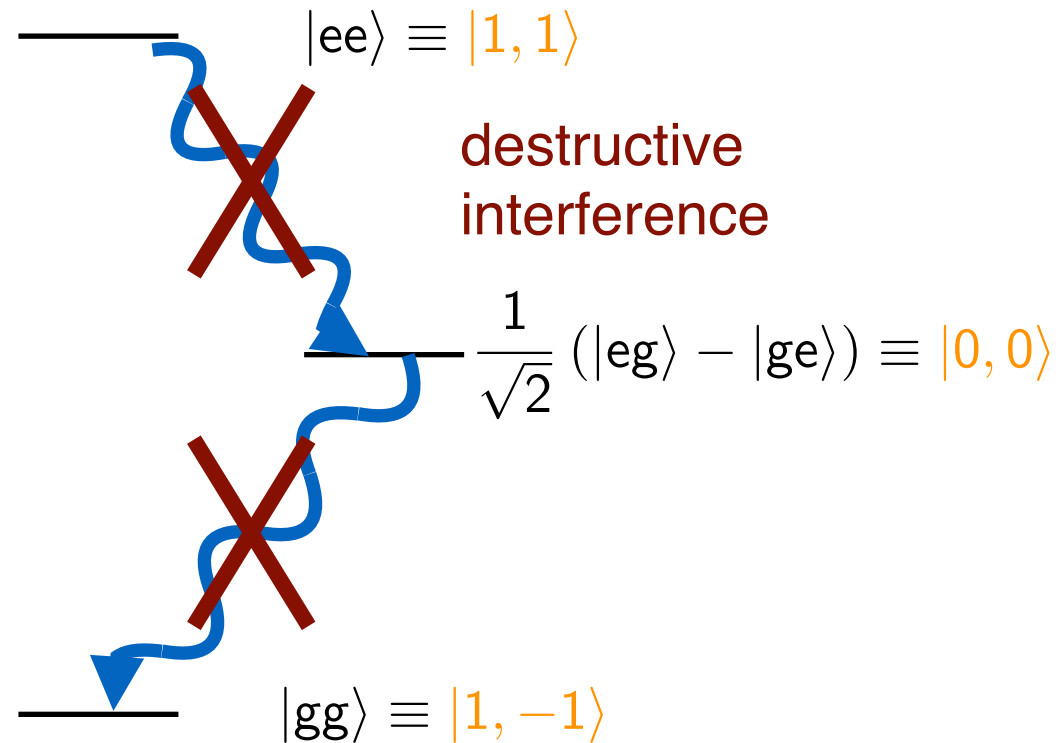 |ee⟩ ≡ |1, 1⟩
destructive
interference
1/√2 (|eg⟩ − |ge⟩) ≡ |0, 0⟩
|gg⟩ ≡ |1, −1⟩